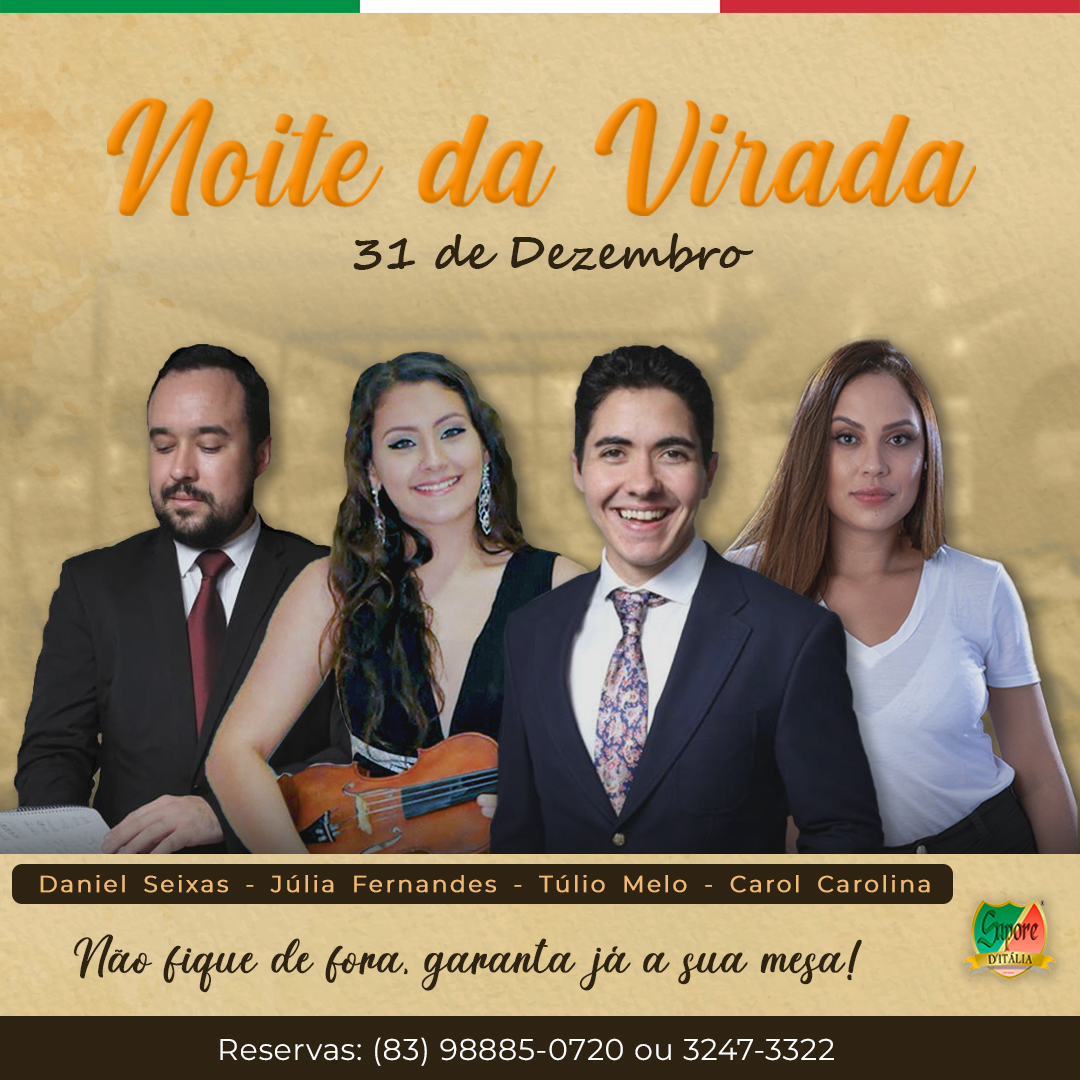 Noite da Virada
31 de Dezembro
Daniel Seixas - Júlia Fernandes - Túlio Melo - Carol Carolina
Não fique de fora, garanta já a sua mesa!
Sapore
D'ITÁLIA
Reservas: (83) 98885-0720 ou 3247-3322